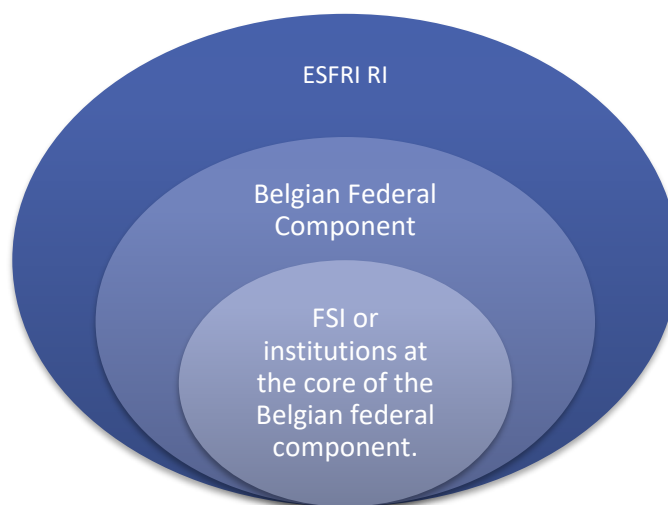 ESFRI RI
Belgian Federal
Component
FSI or
institutions at
the core of the
Belgian federal
component.